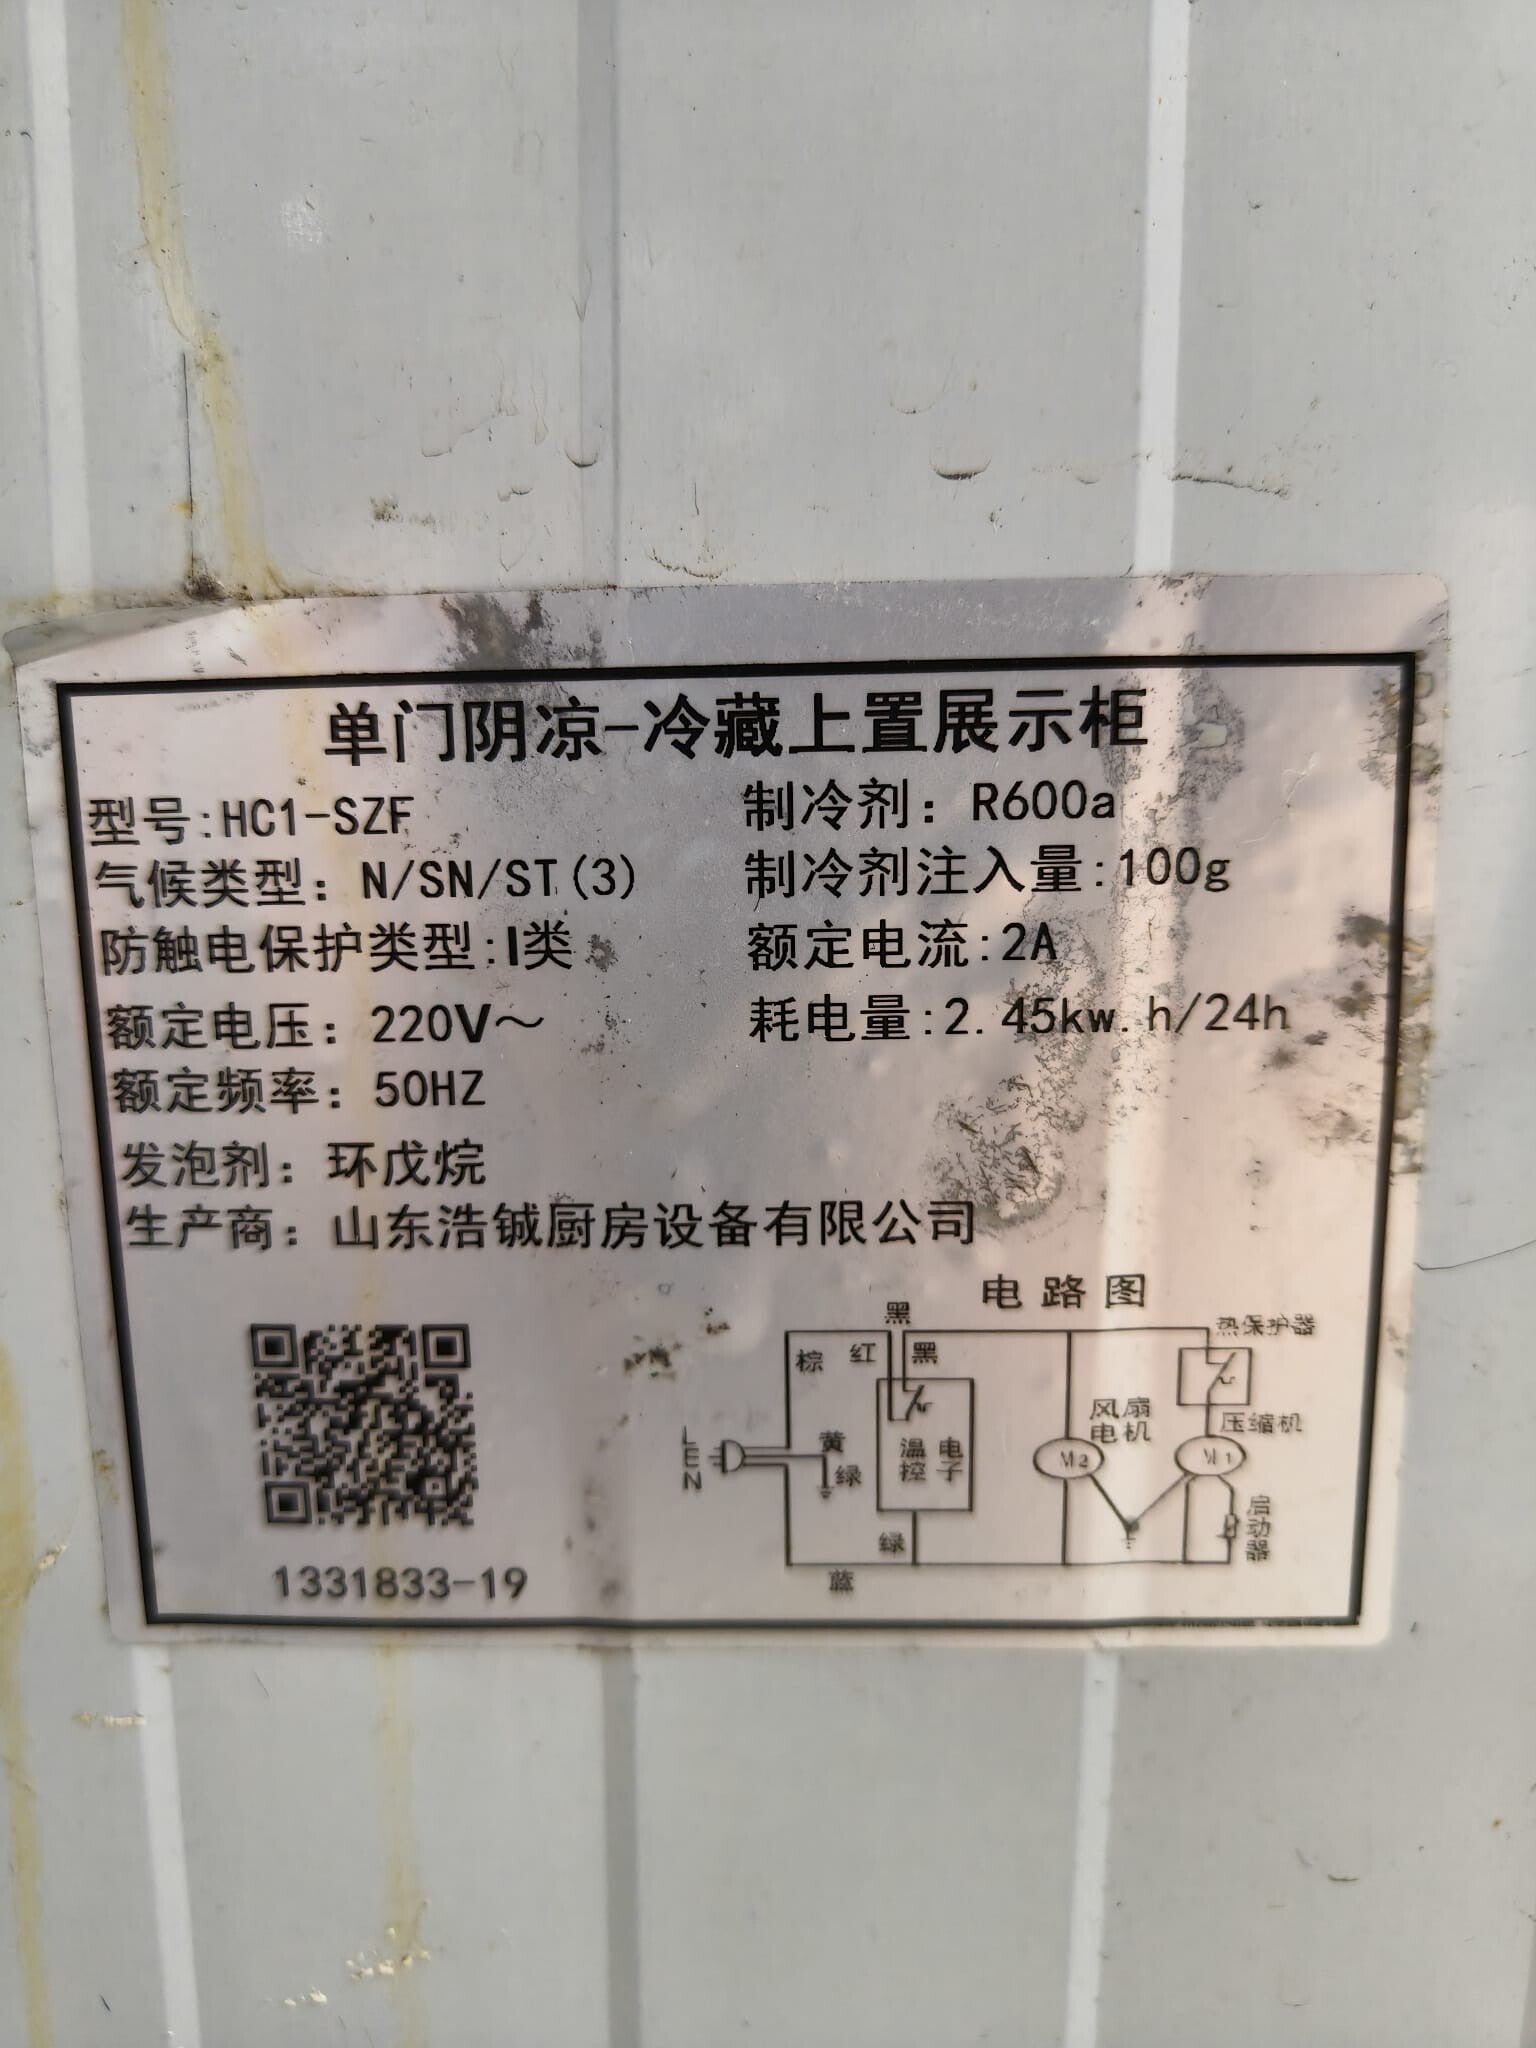 单门阴凉-冷藏上置展示柜
型号:HC1-SZF
制冷剂：R600a
气候类型：N/SN/ST(3)
制冷剂注入量:100g
防触电保护类型:I类
额定电流:2A
额定电压：220V～
耗电量:2.45kw.h/24h
额定频率：50HZ
发泡剂：环戊烷
生产商：山东浩铖厨房设备有限公司
电路图
黑
热保护器
棕
红
黑
风扇电机
压缩机
黄
绿
温控
电子
L
E
N
M2
M1
启动器
绿
蓝
1331833-19